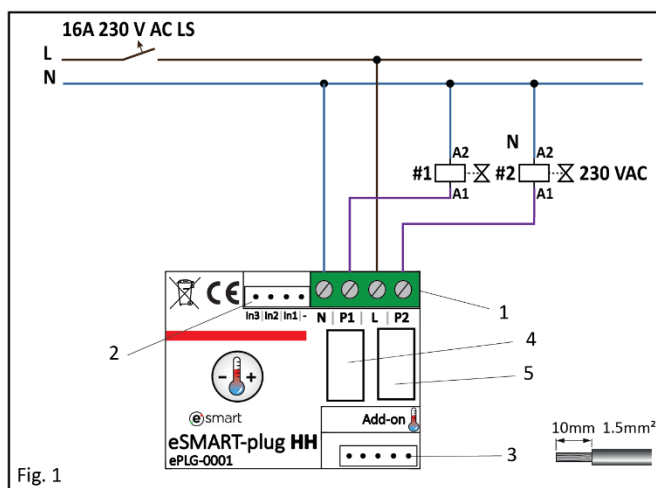 16A 230 V AC LS
L
N
N
A2 A2
#1 #2 230 VAC
A1 A1
CE
In3|In2|In1|- N | P1 | L | P2
1
2
4
5
esmart
Add-on
eSMART-plug HH
ePLG-0001
3
10mm 1.5mm²
- +
Fig. 1